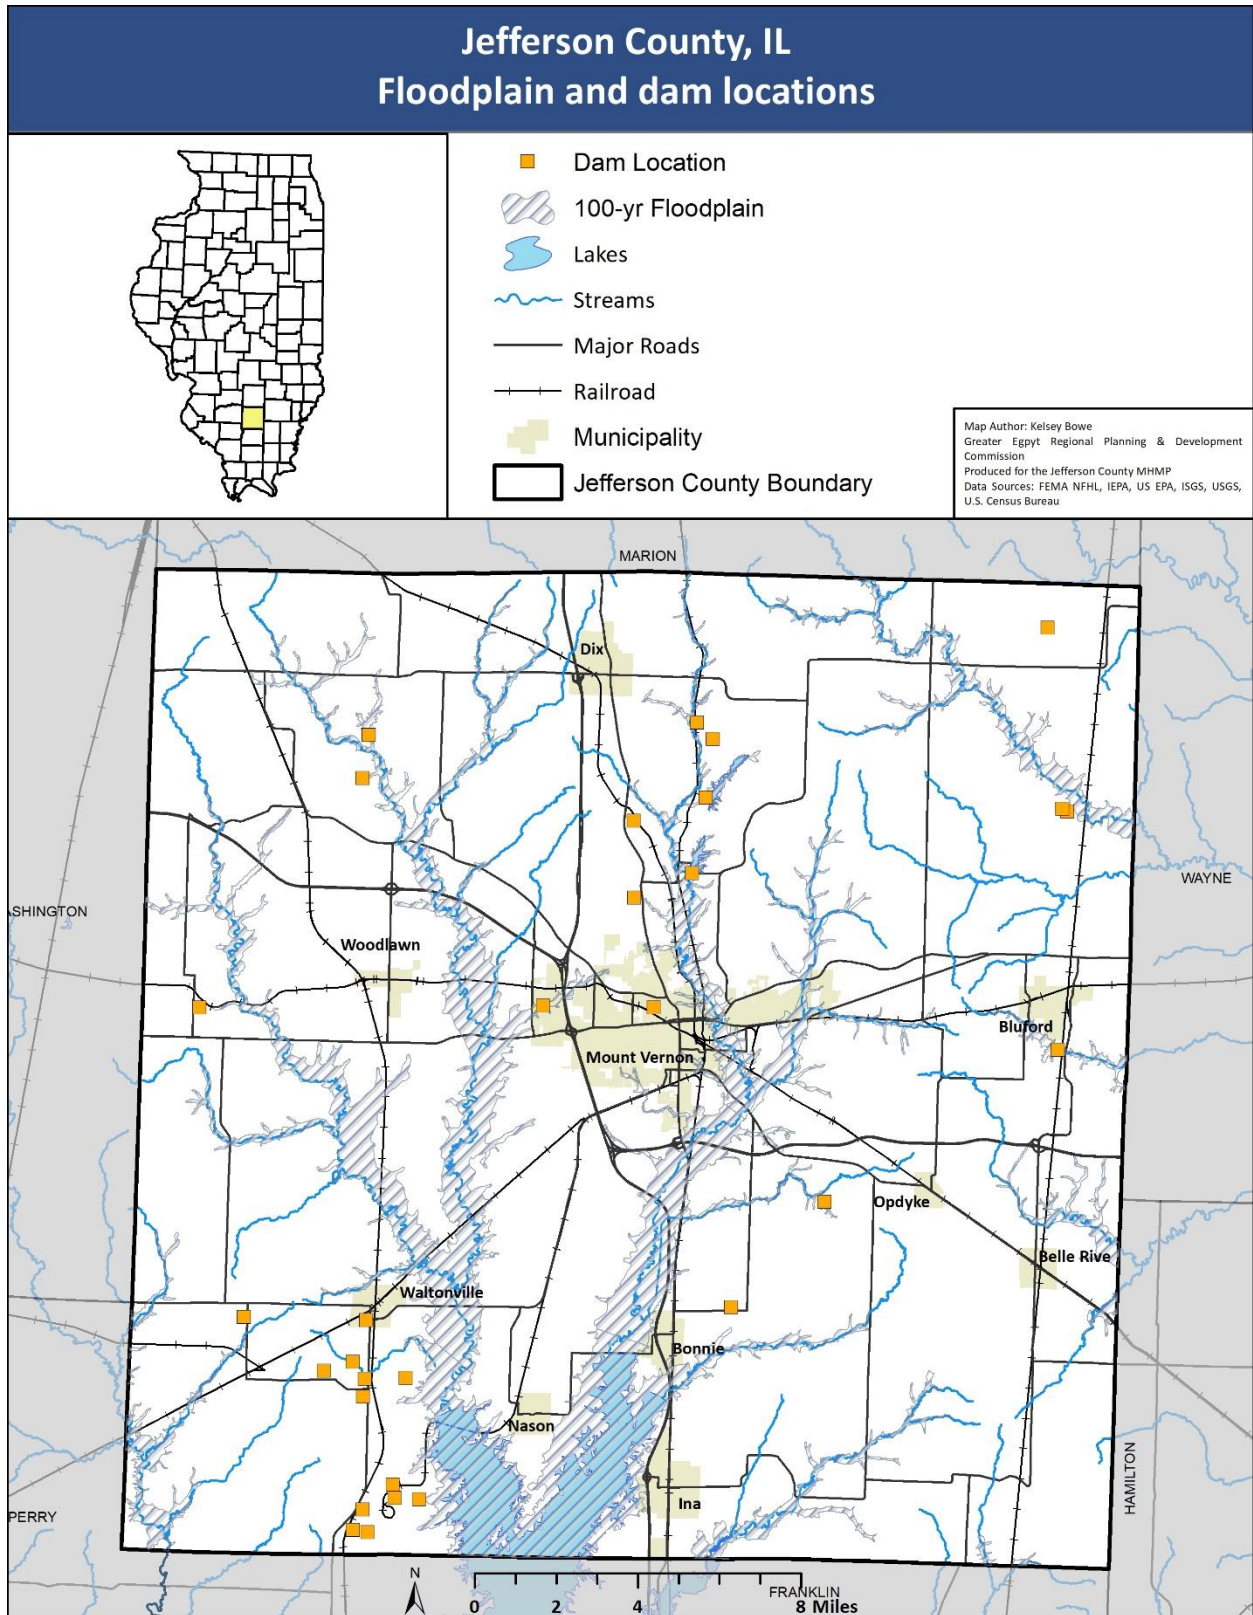 Jefferson County, IL
Floodplain and dam locations
Dam Location
100-yr Floodplain
Lakes
Streams
Major Roads
Railroad
Municipality
Jefferson County Boundary
Map Author: Kelsey Bowe
Greater Egpyt Regional Planning & Development
Commission
Produced for the Jefferson County MHMP
Data Sources: FEMA NFHL, IEPA, US EPA, ISGS, USGS,
U.S. Census Bureau
MARION
Dix
WAYNE
ASHINGTON
Woodlawn
Bluford
Mount Vernon
Opdyke
Belle Rive
Waltonville
Bonnie
Nason
HAMILTON
Ina
PERRY
N
FRANKLIN
0 2 4 8 Miles